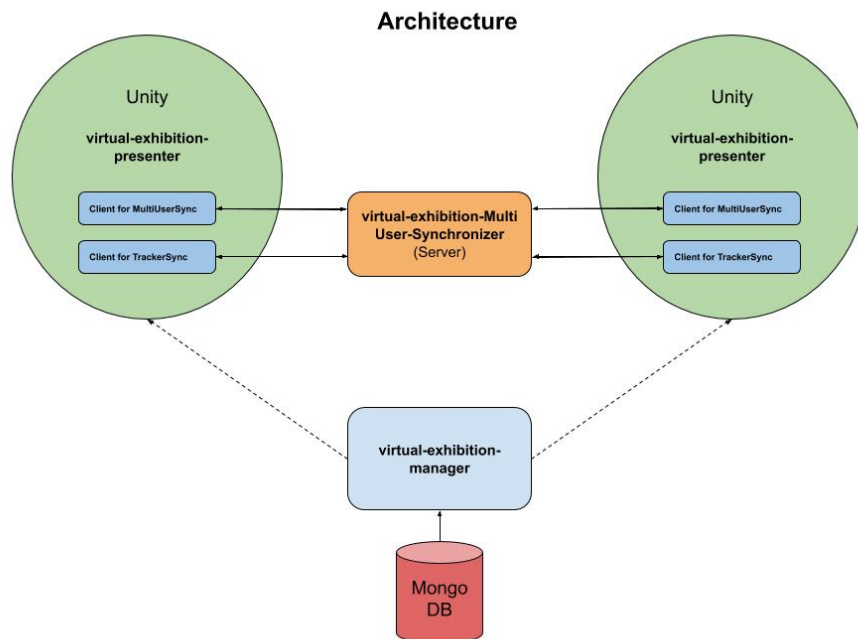 Architecture
Unity
virtual-exhibition-
presenter
Client for MultiUserSync
Client for TrackerSync
virtual-exhibition-Multi
User-Synchronizer
(Server)
Unity
virtual-exhibition-
presenter
Client for MultiUserSync
Client for TrackerSync
virtual-exhibition-
manager
Mongo
DB